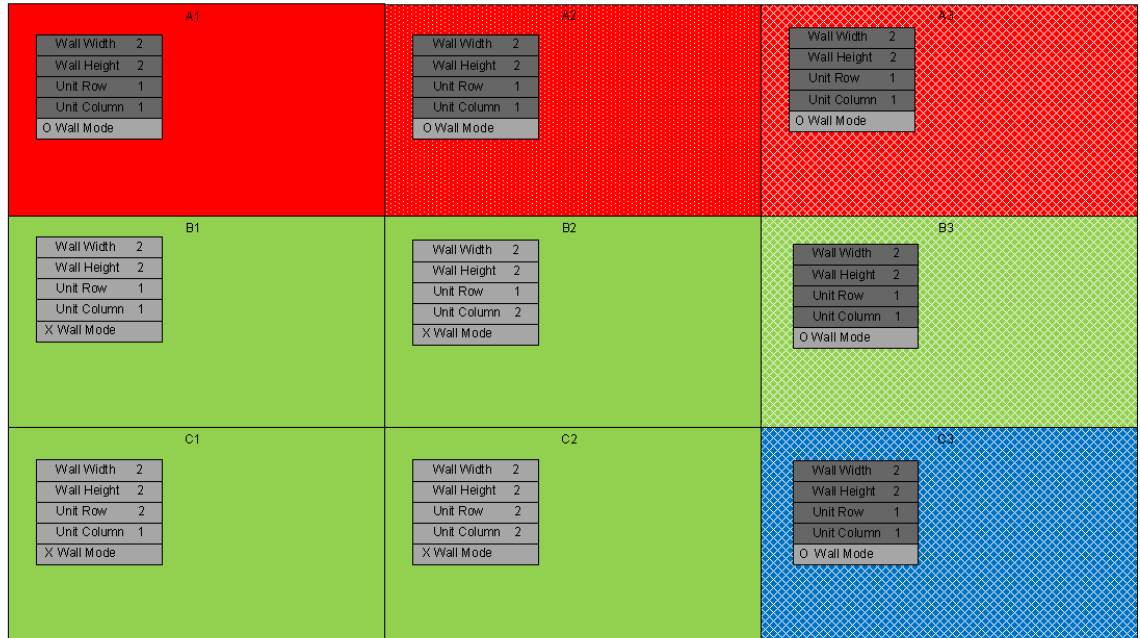 A1
Wall Width 2
Wall Height 2
Unit Row 1
Unit Column 1
O Wall Mode
A2
Wall Width 2
Wall Height 2
Unit Row 1
Unit Column 1
O Wall Mode
A3
Wall Width 2
Wall Height 2
Unit Row 1
Unit Column 1
O Wall Mode
B1
Wall Width 2
Wall Height 2
Unit Row 1
Unit Column 1
X Wall Mode
B2
Wall Width 2
Wall Height 2
Unit Row 1
Unit Column 2
X Wall Mode
B3
Wall Width 2
Wall Height 2
Unit Row 1
Unit Column 1
O Wall Mode
C1
Wall Width 2
Wall Height 2
Unit Row 2
Unit Column 1
X Wall Mode
C2
Wall Width 2
Wall Height 2
Unit Row 2
Unit Column 2
X Wall Mode
C3
Wall Width 2
Wall Height 2
Unit Row 1
Unit Column 1
O Wall Mode